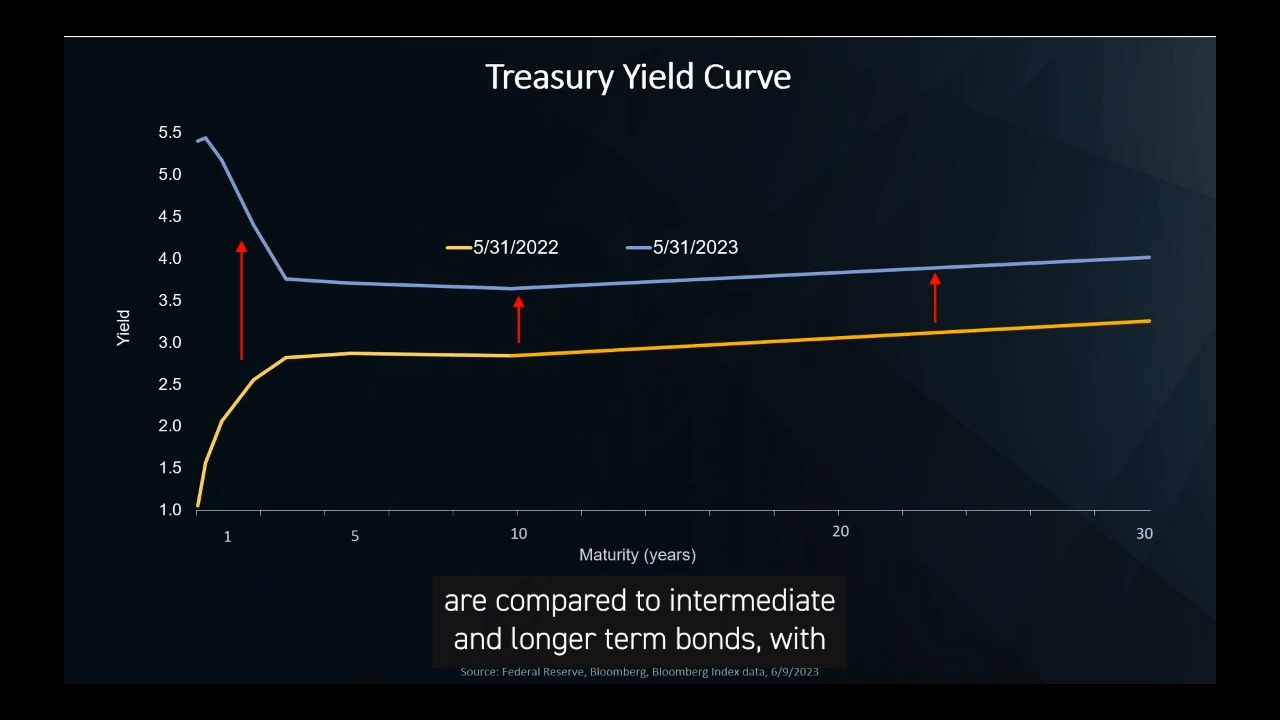 Treasury Yield Curve
5.5
5.0
4.5
4.0
3.5
3.0
2.5
2.0
1.5
1.0
Yield
5/31/2022 5/31/2023
1 5 10 20 30
Maturity (years)
are compared to intermediate
and longer term bonds, with
Source: Federal Reserve, Bloomberg, Bloomberg Index data, 6/9/2023